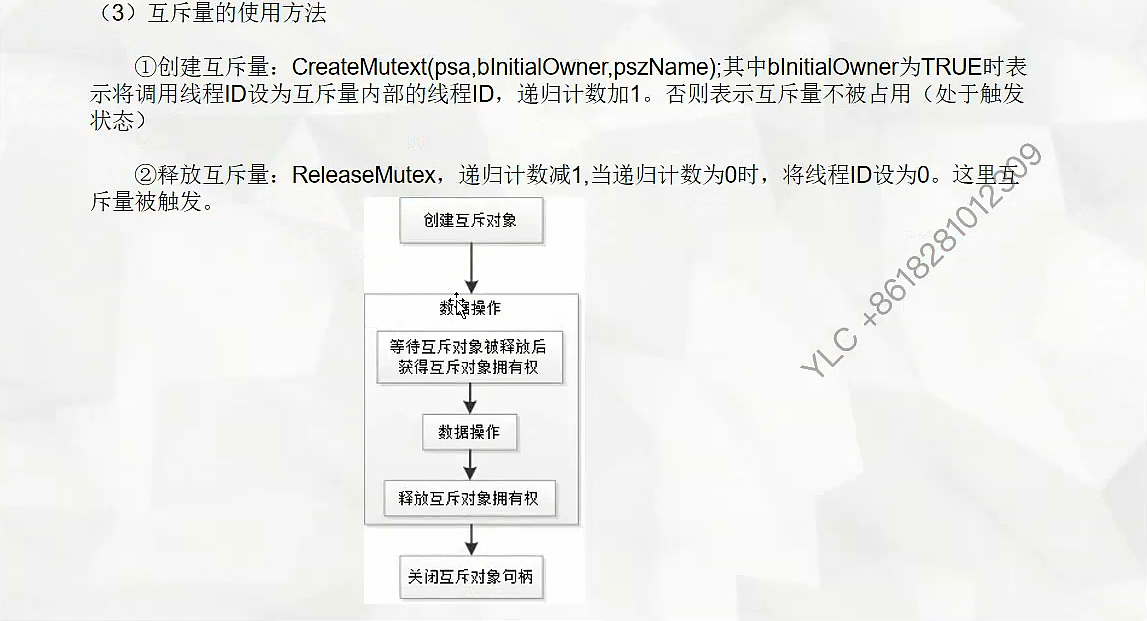 （3）互斥量的使用方法
①创建互斥量：CreateMutext(psa,bInitialOwner,pszName);其中bInitialOwner为TRUE时表
示将调用线程ID设为互斥量内部的线程ID，递归计数加1。否则表示互斥量不被占用（处于触发
状态）
②释放互斥量：ReleaseMutex，递归计数减1,当递归计数为0时，将线程ID设为0。这里互
斥量被触发。
创建互斥对象
数据操作
等待互斥对象被释放后
获得互斥对象拥有权
数据操作
释放互斥对象拥有权
关闭互斥对象句柄
YLC +8618281012309